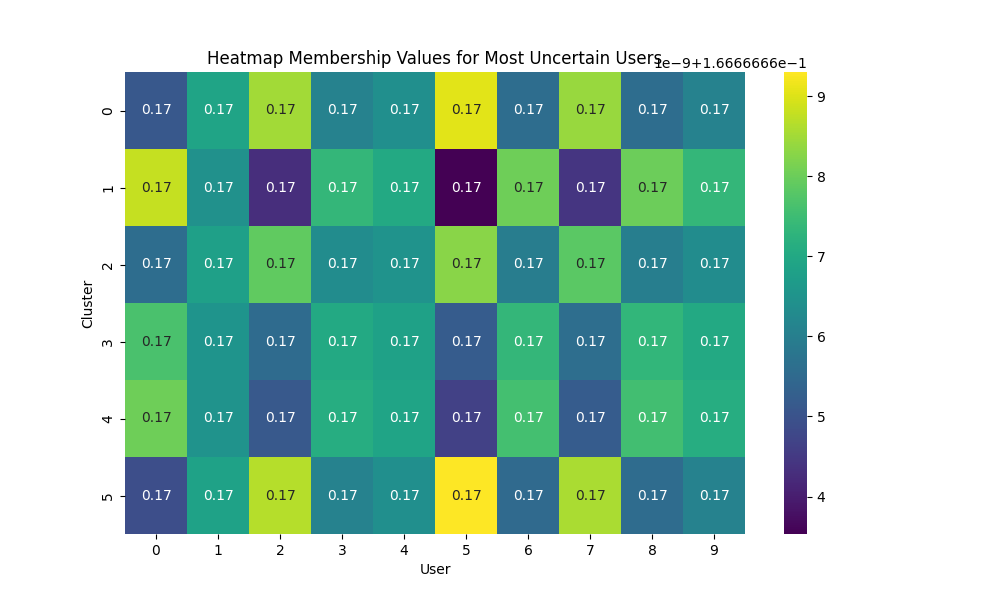 Heatmap Membership Values for Most Uncertain Users
1e−9+1.6666666e−1
0 0.17 0.17 0.17 0.17 0.17 0.17 0.17 0.17 0.17 0.17
1 0.17 0.17 0.17 0.17 0.17 0.17 0.17 0.17 0.17 0.17
2 0.17 0.17 0.17 0.17 0.17 0.17 0.17 0.17 0.17 0.17
3 0.17 0.17 0.17 0.17 0.17 0.17 0.17 0.17 0.17 0.17
4 0.17 0.17 0.17 0.17 0.17 0.17 0.17 0.17 0.17 0.17
5 0.17 0.17 0.17 0.17 0.17 0.17 0.17 0.17 0.17 0.17
Cluster
0 1 2 3 4 5 6 7 8 9
User
9
8
7
6
5
4